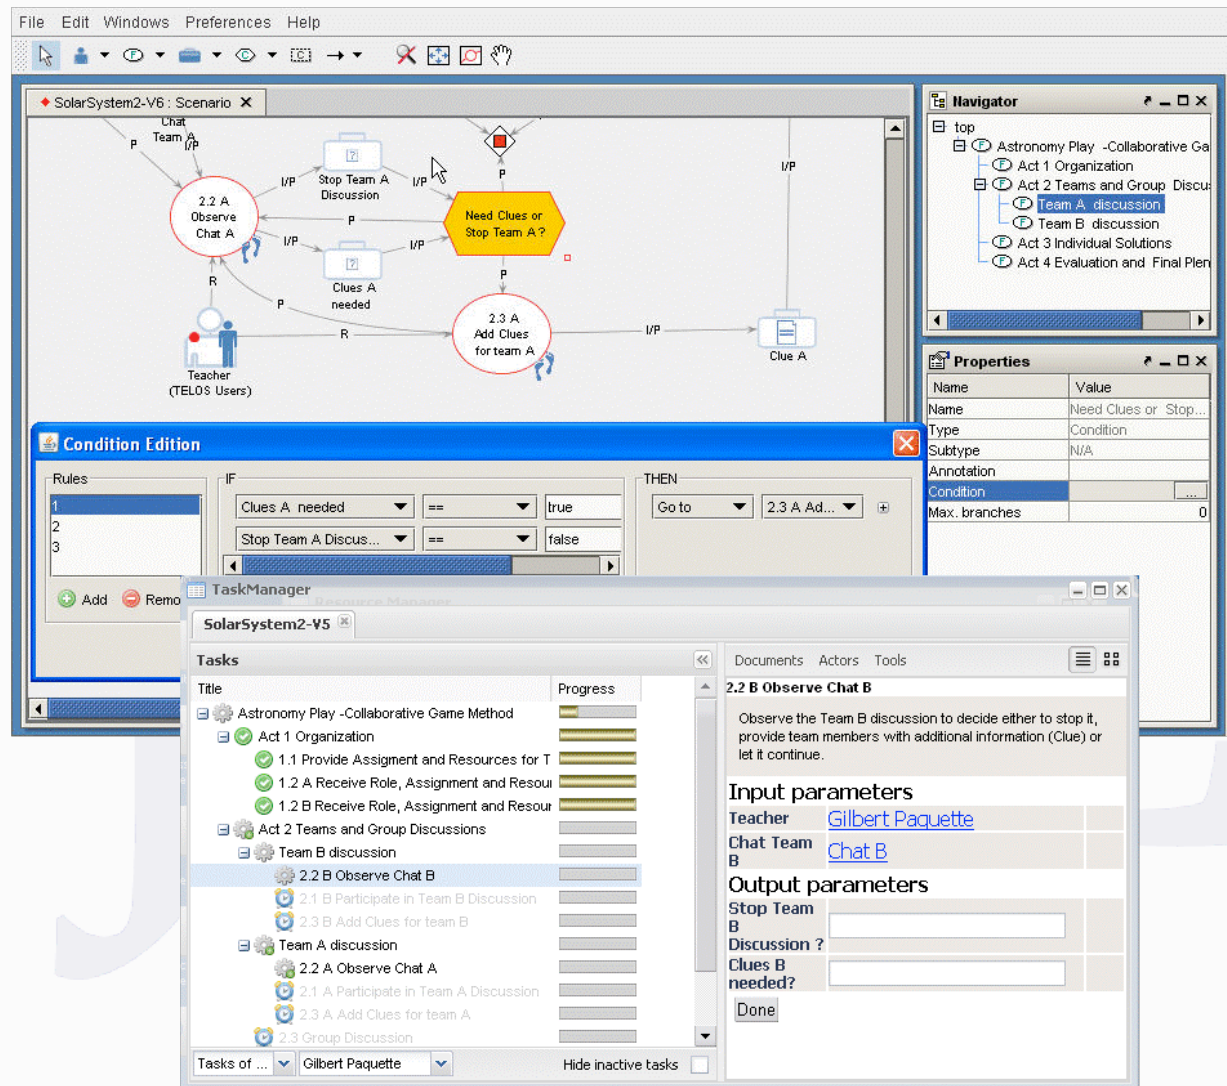 File Edit Windows Preferences Help
SolarSystem2-V6 : Scenario
Chat
Team A
P
I/P
2.2 A
Observe
Chat A
I/P
Stop Team A
Discussion
I/P
P
I/P
Clues A
needed
I/P
Need Clues or
Stop Team A?
P
P
R
P
R
Teacher
(TELOS Users)
2.3 A
Add Clues
for team A
I/P
I/P
Clue A
Navigator
top
Astronomy Play -Collaborative Ga
Act 1 Organization
Act 2 Teams and Group Discu
Team A discussion
Team B discussion
Act 3 Individual Solutions
Act 4 Evaluation and Final Plen
Properties
Name Value
Name Need Clues or Stop...
Type Condition
Subtype N/A
Annotation
Condition ...
Max. branches 0
Condition Edition
Rules
1
2
3
Add Remo
IF
Clues A needed == true
Stop Team A Discus... == false
THEN
Go to 2.3 A Ad...
TaskManager
Resource Manager
SolarSystem2-V5
Tasks
Title Progress
Astronomy Play -Collaborative Game Method
Act 1 Organization
1.1 Provide Assigment and Resources for T
1.2 A Receive Role, Assignment and Resour
1.2 B Receive Role, Assignment and Resour
Act 2 Teams and Group Discussions
Team B discussion
2.2 B Observe Chat B
2.1 B Participate in Team B Discussion
2.3 B Add Clues for team B
Team A discussion
2.2 A Observe Chat A
2.1 A Participate in Team A Discussion
2.3 A Add Clues for team A
2.3 Group Discussion
Tasks of ... Gilbert Paquette Hide inactive tasks
Documents Actors Tools
2.2 B Observe Chat B
Observe the Team B discussion to decide either to stop it,
provide team members with additional information (Clue) or
let it continue.
Input parameters
Teacher Gilbert Paquette
Chat Team
B
Chat B
Output parameters
Stop Team
B
Discussion ?
Clues B
needed?
Done